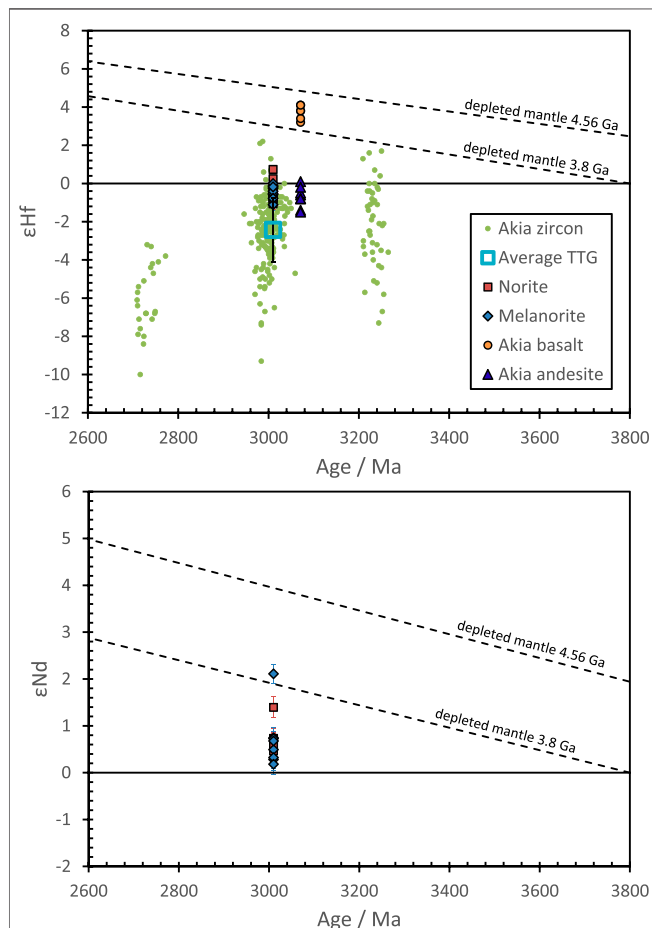 8
6
4
2
0
-2
-4
-6
-8
-10
-12
εHf
depleted mantle 4.56 Ga
depleted mantle 3.8 Ga
Akia zircon
Average TTG
Norite
Melanorite
Akia basalt
Akia andesite
2600 2800 3000 3200 3400 3600 3800
Age / Ma
6
5
4
3
2
1
0
-1
-2
εNd
depleted mantle 4.56 Ga
depleted mantle 3.8 Ga
2600 2800 3000 3200 3400 3600 3800
Age / Ma